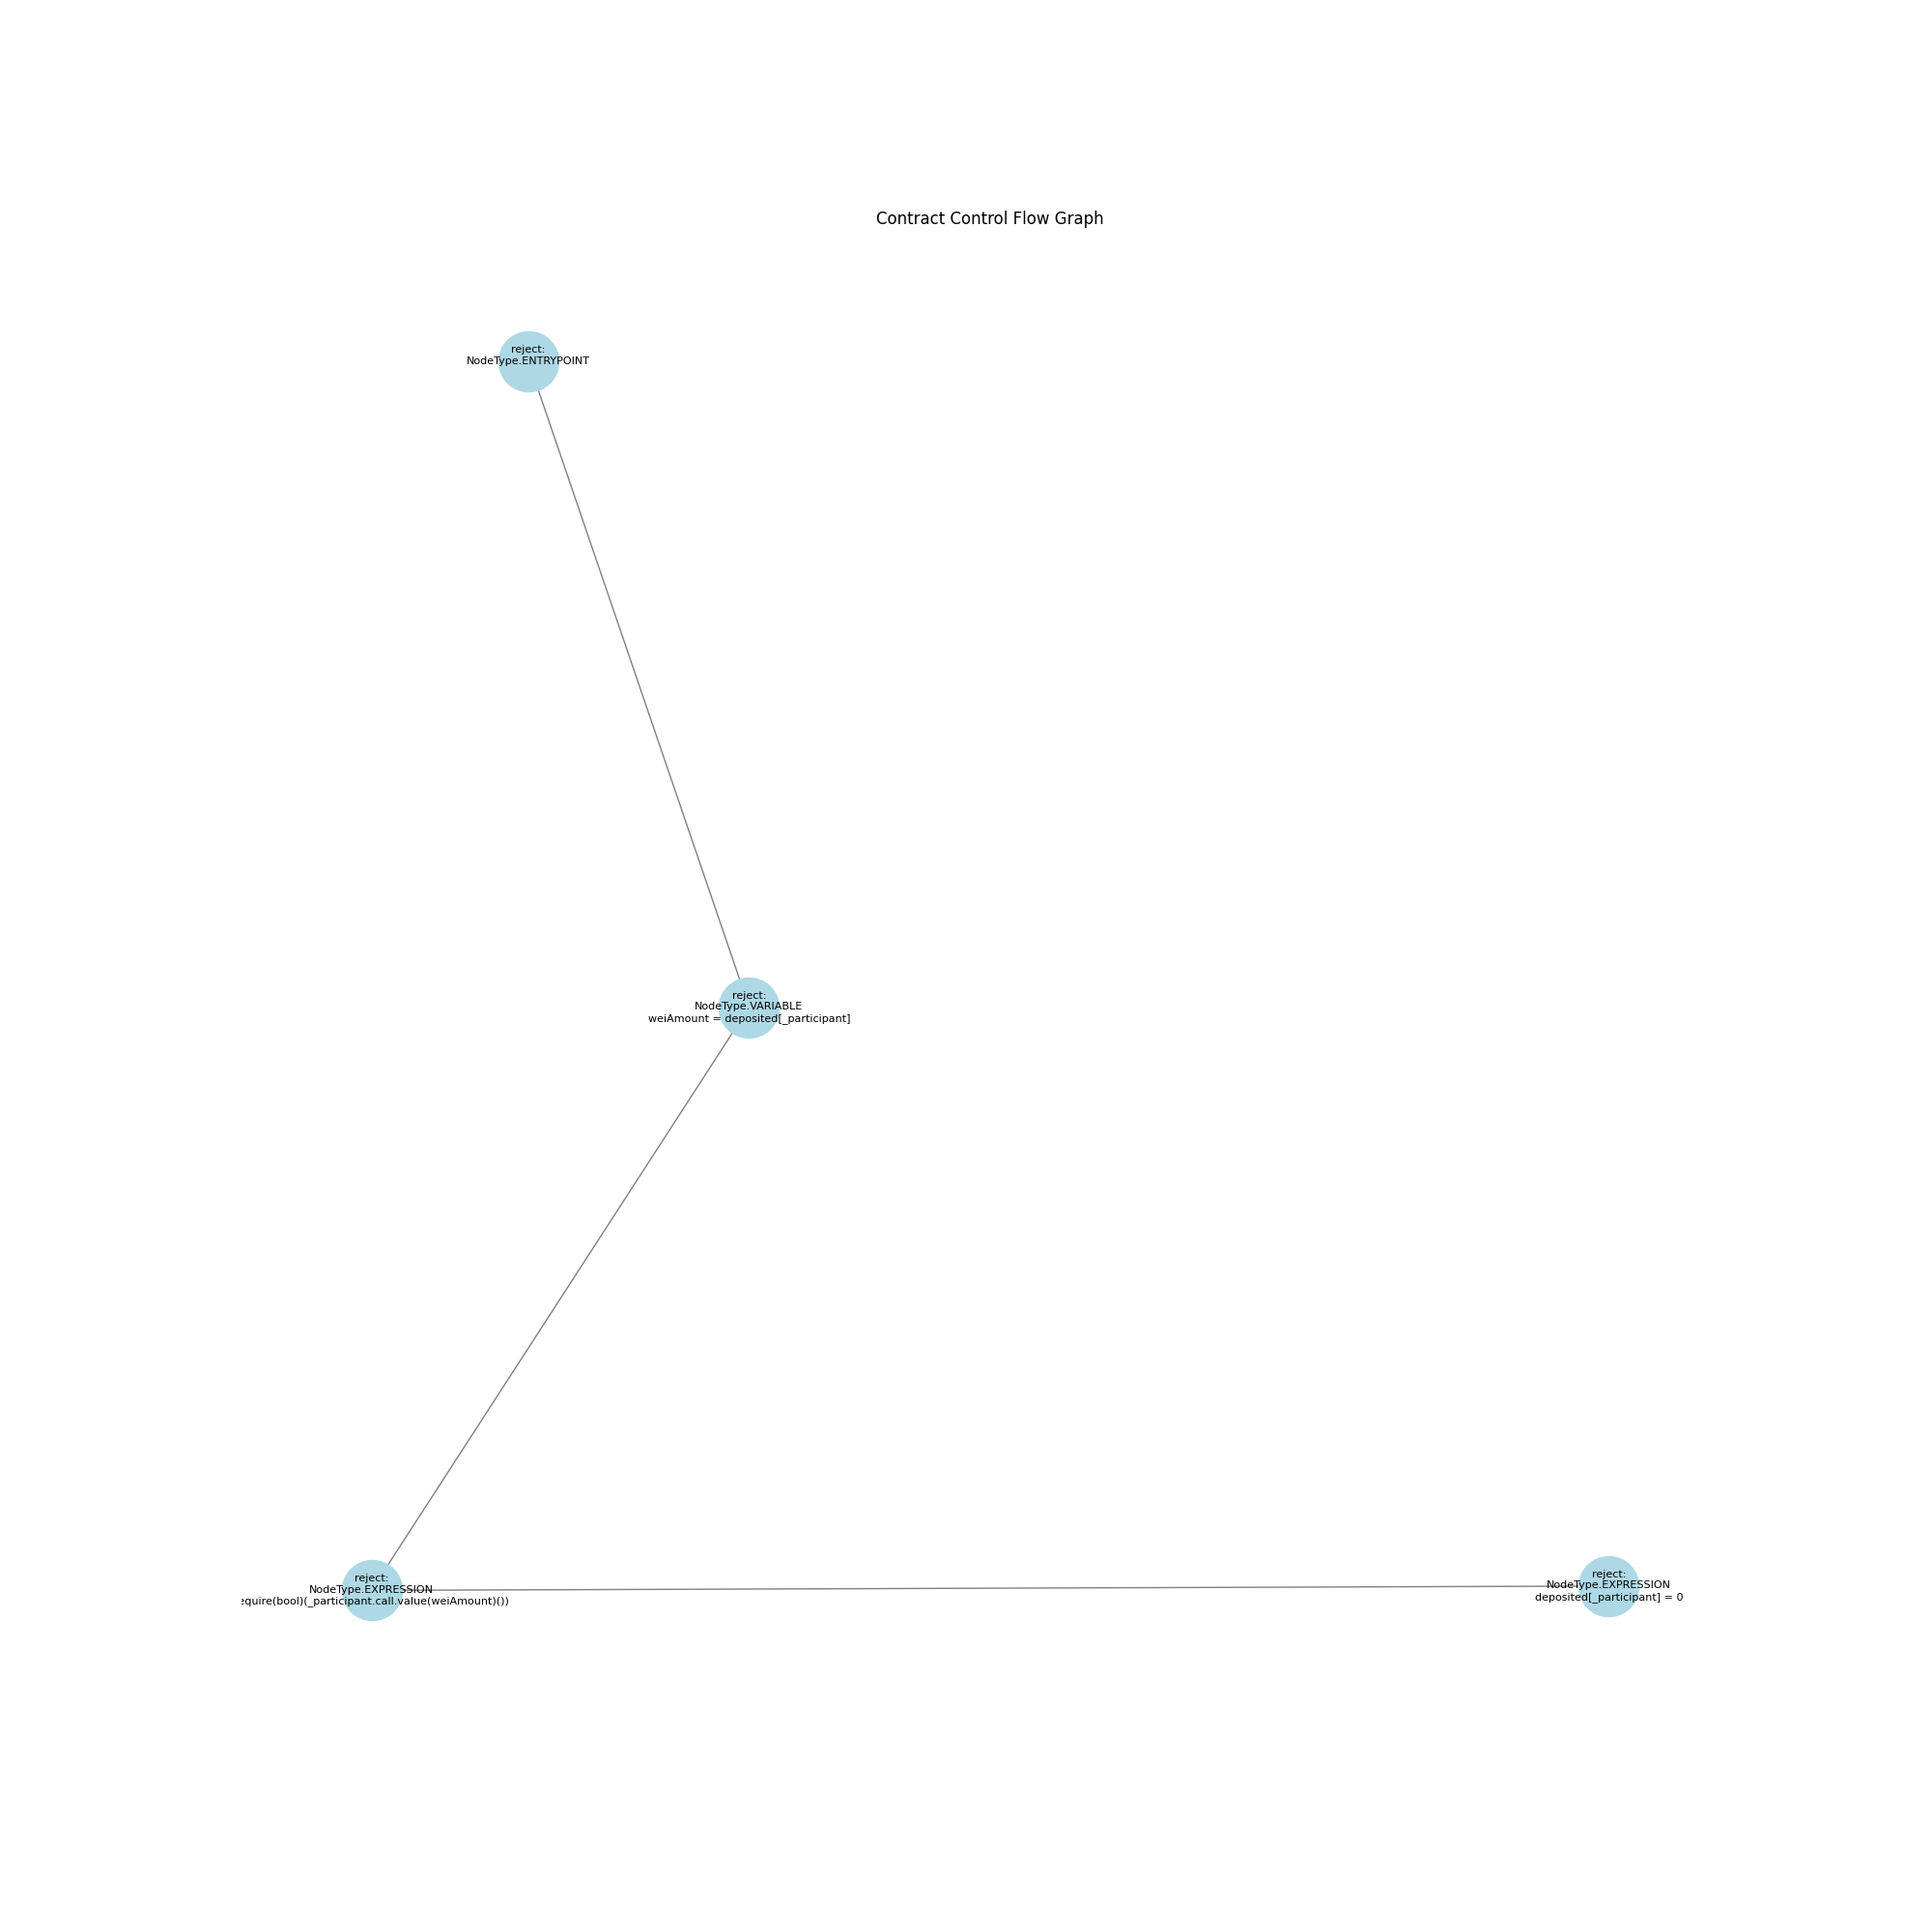 Contract Control Flow Graph
reject:
NodeType.ENTRYPOINT
reject:
NodeType.VARIABLE
weiAmount = deposited[_participant]
reject:
NodeType.EXPRESSION
equire(bool)(_participant.call.value(weiAmount)())
reject:
NodeType.EXPRESSION
deposited[_participant] = 0